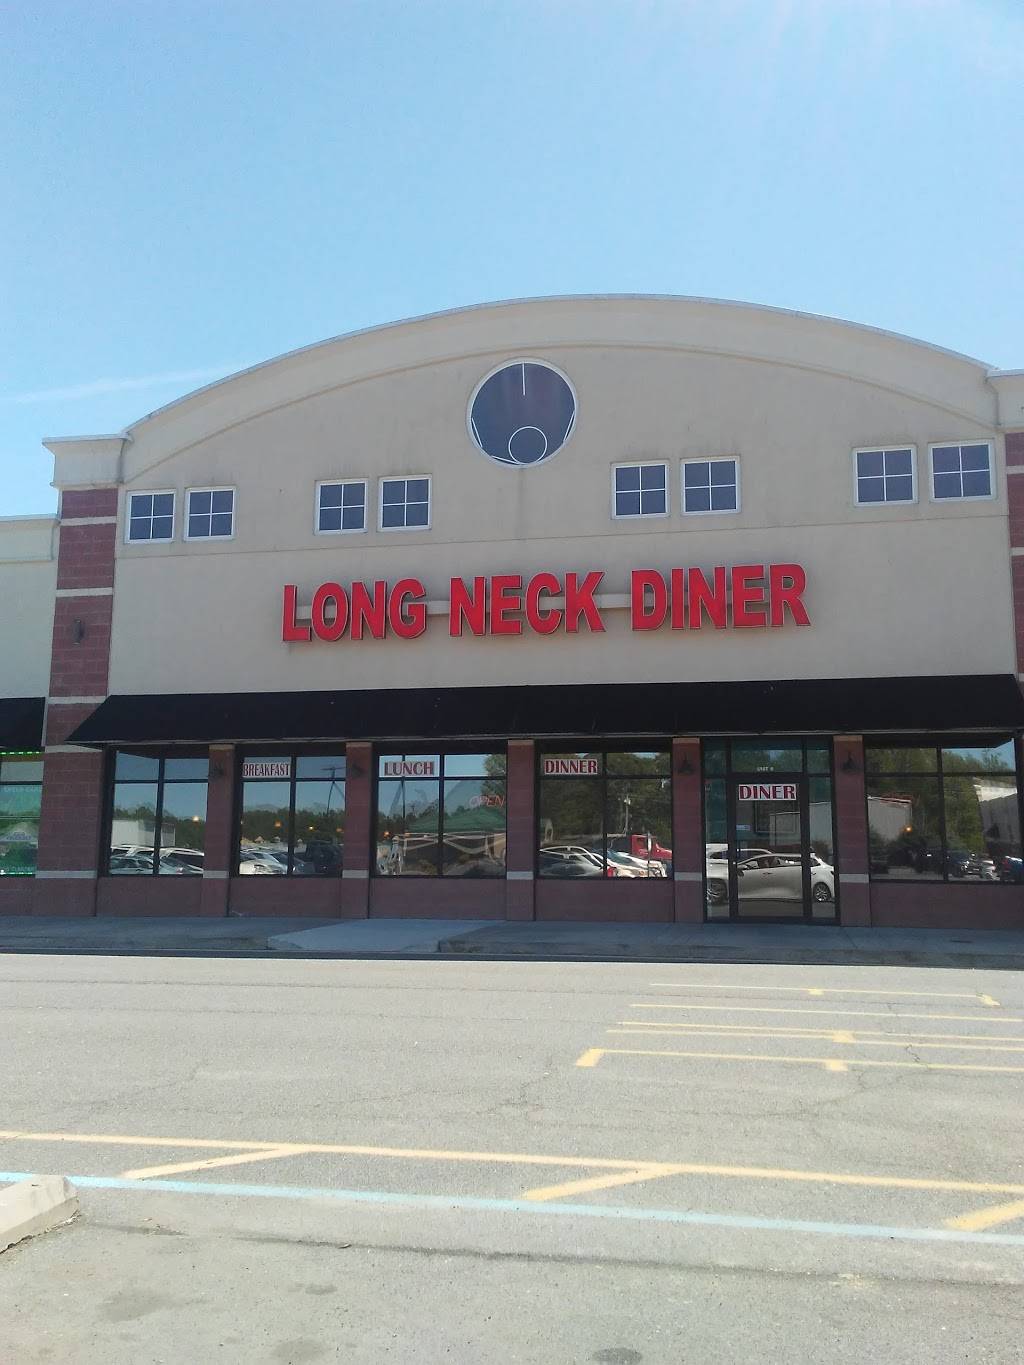 LONG NECK DINER
BREAKFAST
LUNCH
OPEN
DINNER
DINER